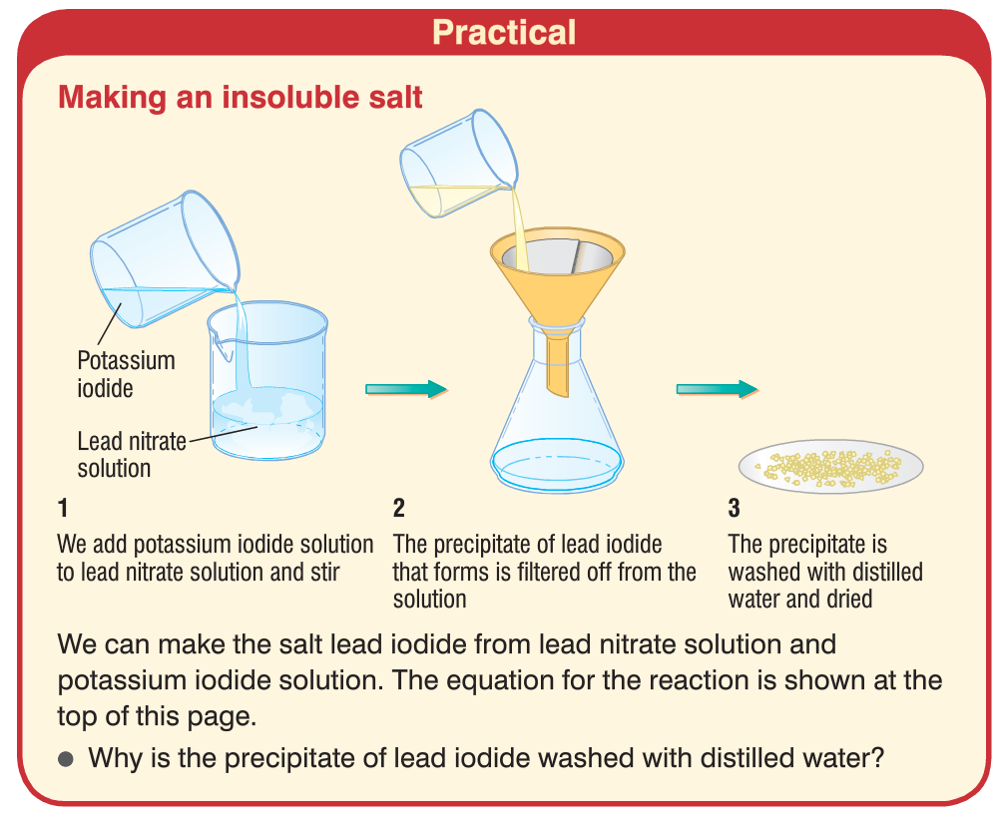 Practical
Making an insoluble salt
Potassium
iodide
Lead nitrate
solution
1
We add potassium iodide solution
to lead nitrate solution and stir
2
The precipitate of lead iodide
that forms is filtered off from the
solution
3
The precipitate is
washed with distilled
water and dried
We can make the salt lead iodide from lead nitrate solution and
potassium iodide solution. The equation for the reaction is shown at the
top of this page.
● Why is the precipitate of lead iodide washed with distilled water?